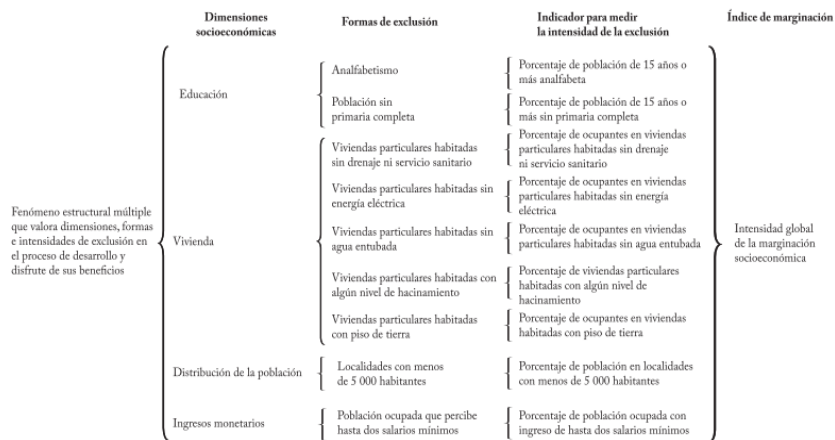 Dimensiones
socioeconómicas
Formas de exclusión
Indicador para medir
la intensidad de la exclusión
Índice de marginación
Fenómeno estructural múltiple
que valora dimensiones, formas
e intensidades de exclusión en
el proceso de desarrollo y
disfrute de sus beneficios
Educación
Analfabetismo
Porcentaje de población de 15 años o
más analfabeta
Población sin
primaria completa
Porcentaje de población de 15 años o
más sin primaria completa
Vivienda
Viviendas particulares habitadas
sin drenaje ni servicio sanitario
Porcentaje de ocupantes en viviendas
particulares habitadas sin drenaje
ni servicio sanitario
Viviendas particulares habitadas sin
energía eléctrica
Porcentaje de ocupantes en viviendas
particulares habitadas sin energía
eléctrica
Viviendas particulares habitadas sin
agua entubada
Porcentaje de ocupantes en viviendas
particulares habitadas sin agua entubada
Viviendas particulares habitadas con
algún nivel de hacinamiento
Porcentaje de viviendas particulares
habitadas con algún nivel de
hacinamiento
Viviendas particulares habitadas
con piso de tierra
Porcentaje de ocupantes en viviendas
habitadas con piso de tierra
Distribución de la población
Localidades con menos
de 5 000 habitantes
Porcentaje de población en localidades
con menos de 5 000 habitantes
Ingresos monetarios
Población ocupada que percibe
hasta dos salarios mínimos
Porcentaje de población ocupada con
ingreso de hasta dos salarios mínimos
Intensidad global
de la marginación
socioeconómica